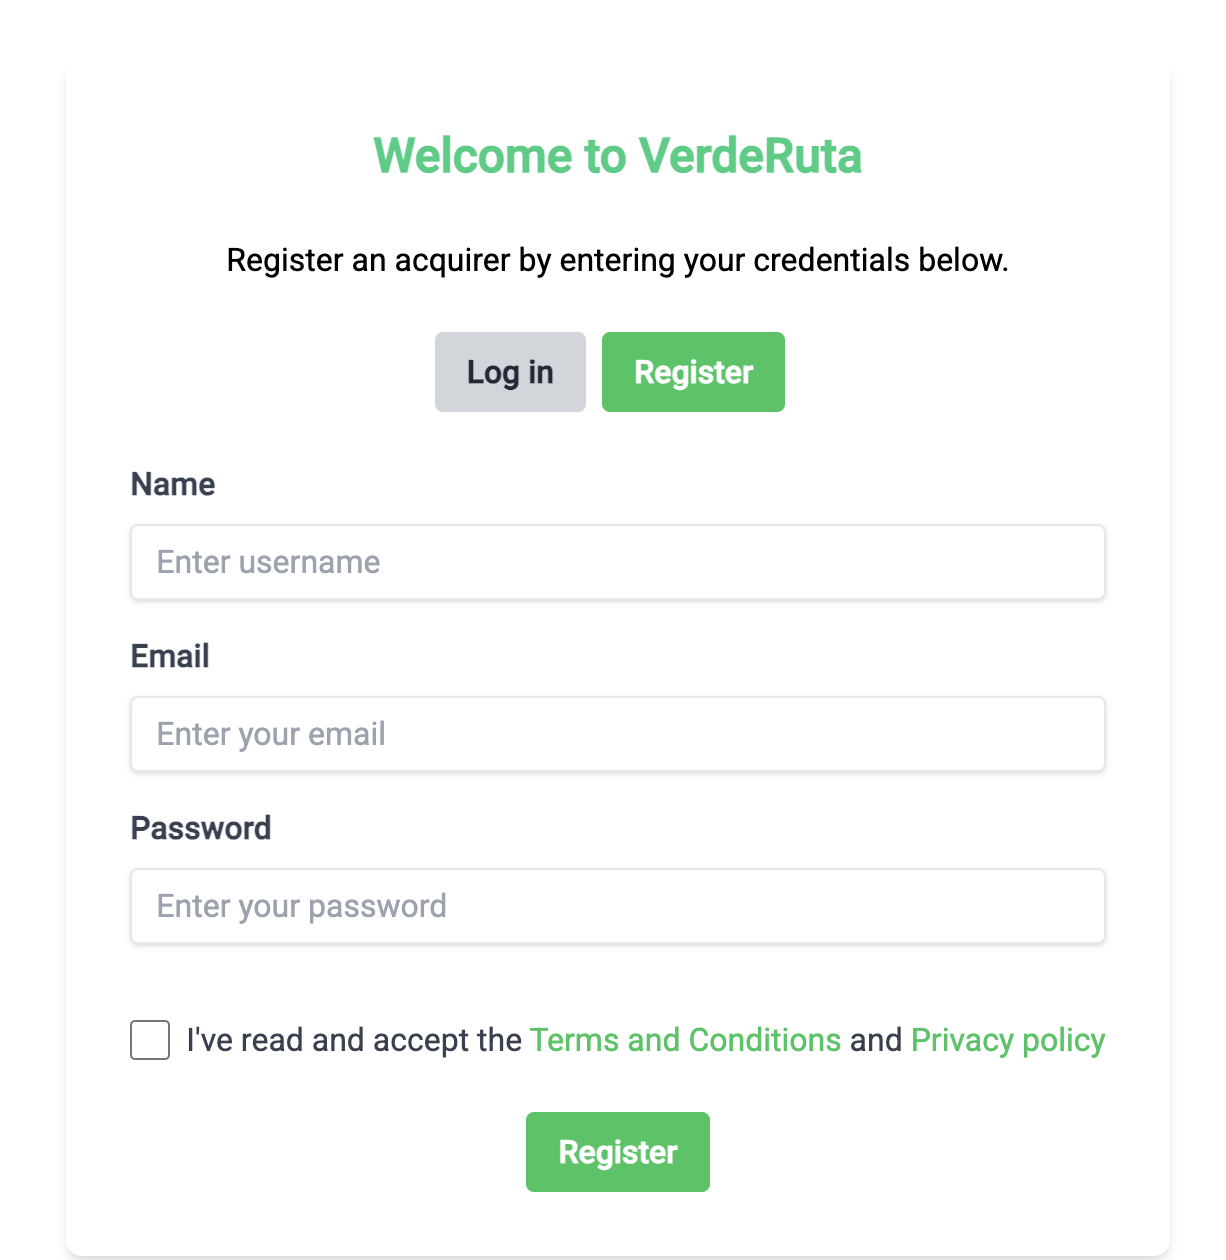 Welcome to VerdeRuta
Register an acquirer by entering your credentials below.
Log in Register
Name
Enter username
Email
Enter your email
Password
Enter your password
I've read and accept the Terms and Conditions and Privacy policy
Register